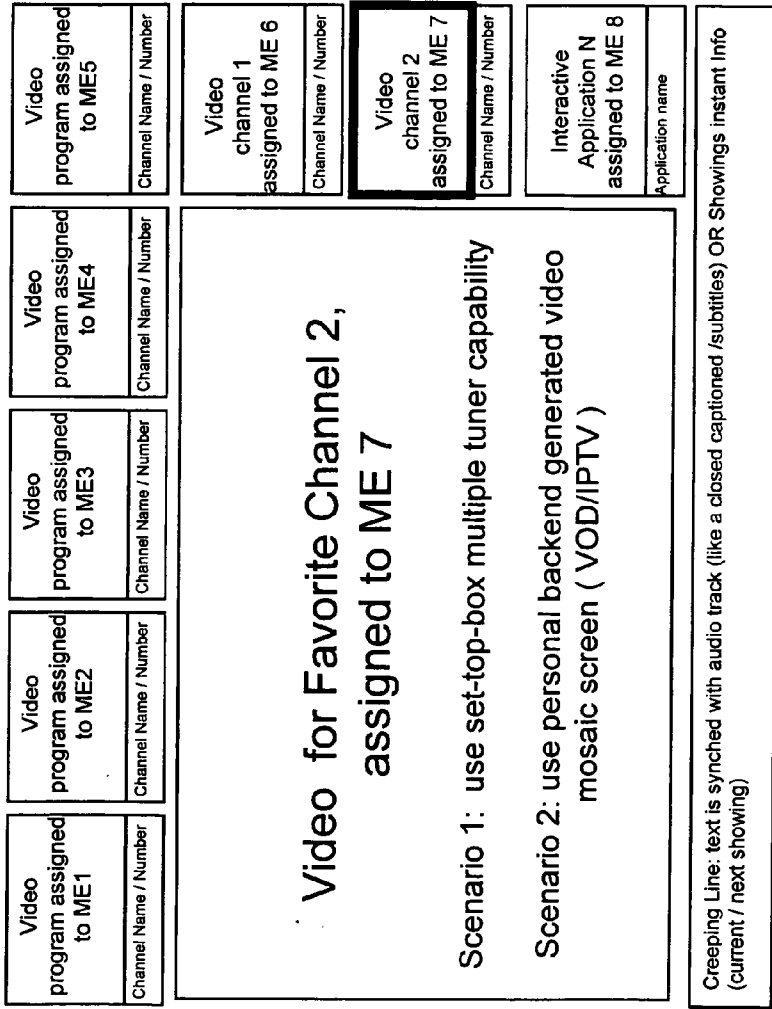 Video
program assigned
to ME1
Channel Name / Number
Video
program assigned
to ME2
Channel Name / Number
Video
program assigned
to ME3
Channel Name / Number
Video
program assigned
to ME4
Channel Name / Number
Video
program assigned
to ME5
Channel Name / Number
Video
channel 1
assigned to ME 6
Channel Name / Number
Video
channel 2
assigned to ME 7
Channel Name / Number
Interactive
Application N
assigned to ME 8
Application name
Video for Favorite Channel 2,
assigned to ME 7
Scenario 1: use set-top-box multiple tuner capability
Scenario 2: use personal backend generated video
mosaic screen ( VOD/IPTV )
Creeping Line: text is synched with audio track (like a closed captioned /subtitles) OR Showings instant Info
(current / next showing)